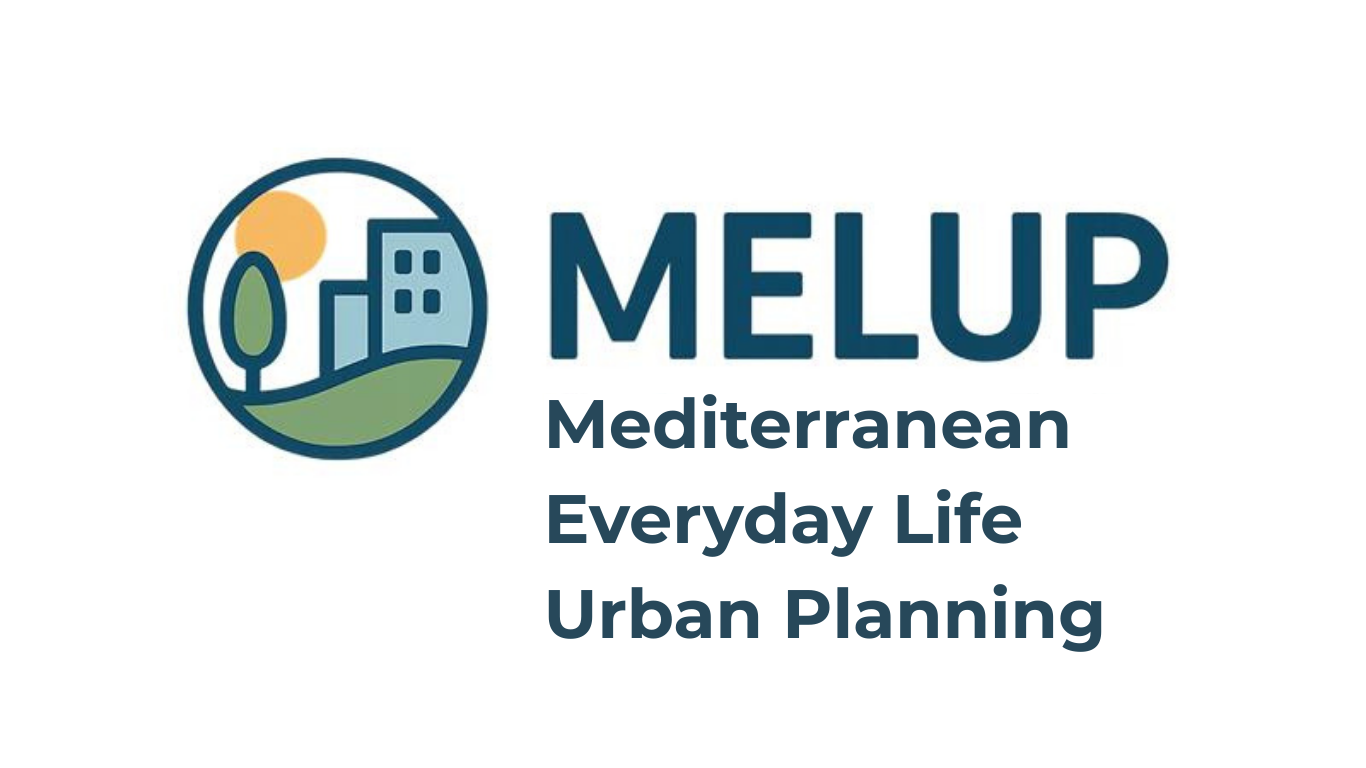 MELUP
Mediterranean
Everyday Life
Urban Planning